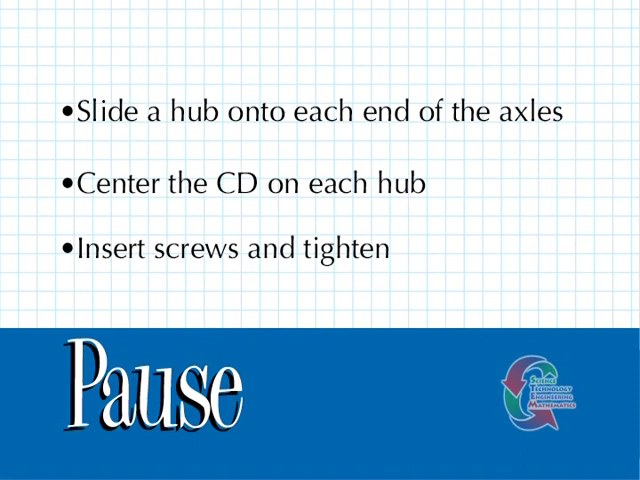 •Slide a hub onto each end of the axles
•Center the CD on each hub
•Insert screws and tighten
Pause
Science
Technology
Engineering
Mathematics